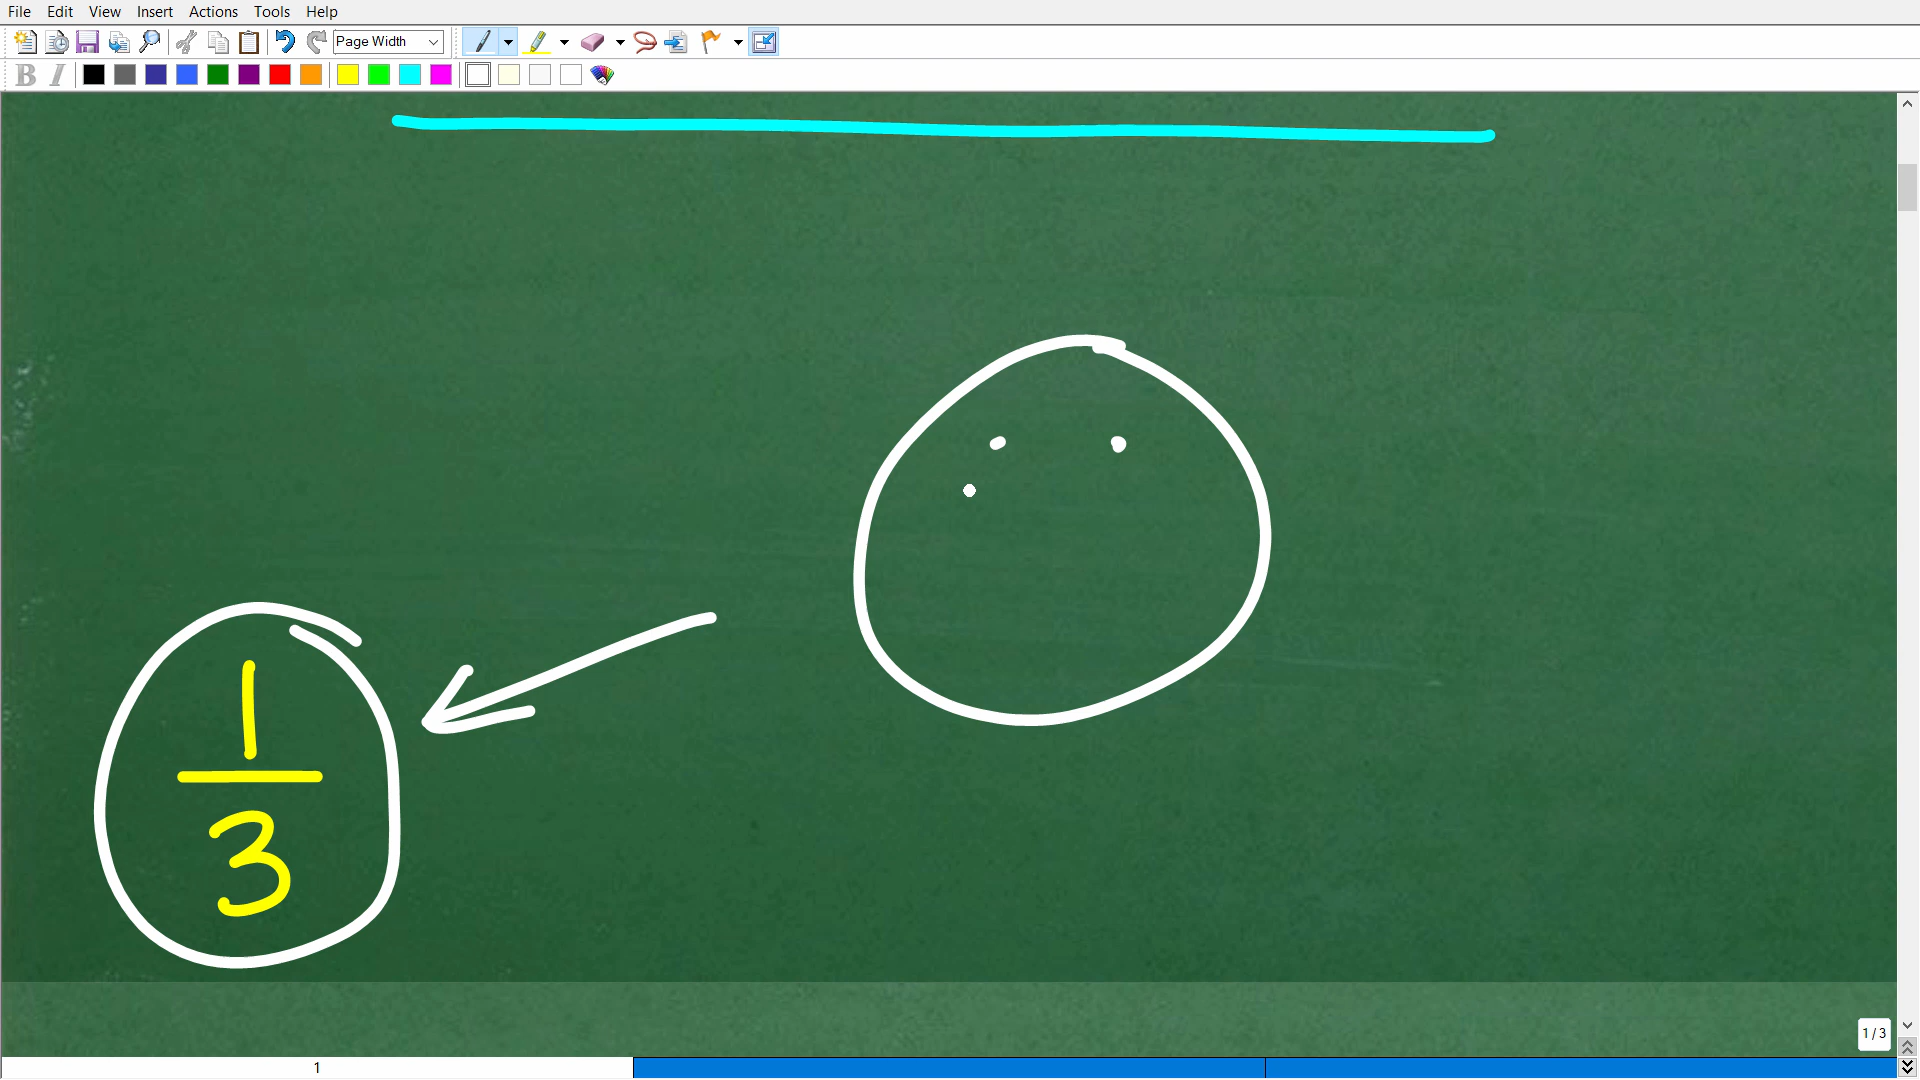 File Edit View Insert Actions Tools Help
Page Width
B I
1
3
1 / 3
1